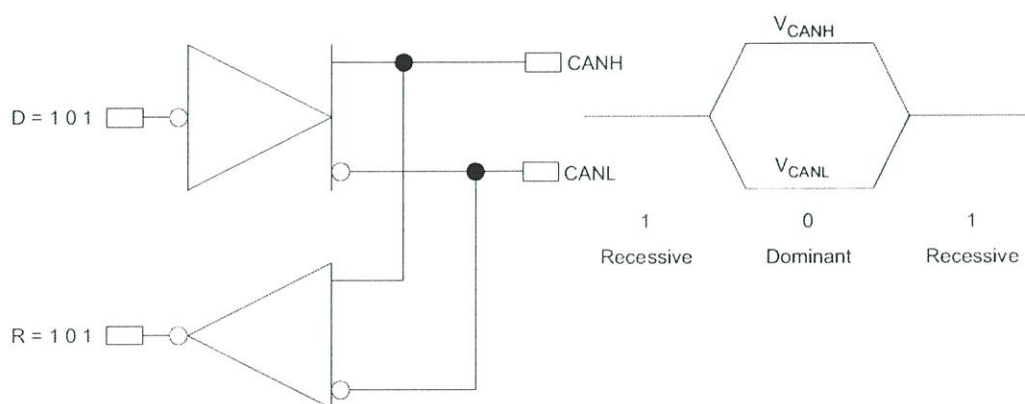 D = 1 0 1
CANH
CANL
R = 1 0 1
VCANH
VCANL
1 0 1
Recessive Dominant Recessive